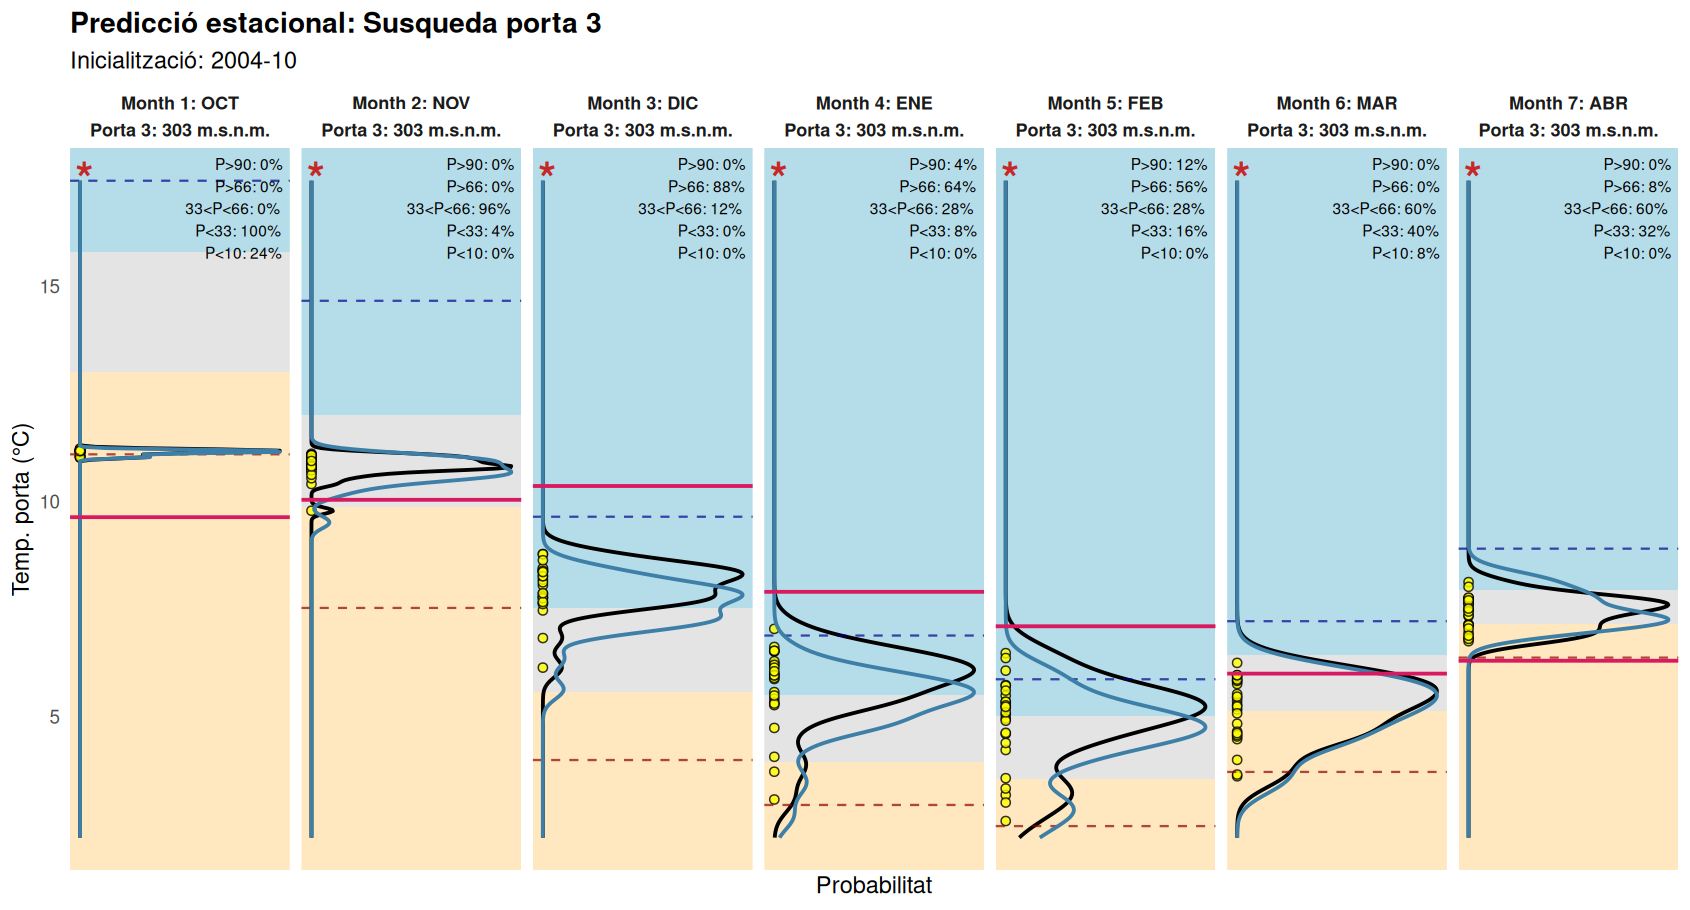 Predicció estacional: Susqueda porta 3
Inicialització: 2004-10
Month 1: OCT
Porta 3: 303 m.s.n.m.
Month 2: NOV
Porta 3: 303 m.s.n.m.
Month 3: DIC
Porta 3: 303 m.s.n.m.
Month 4: ENE
Porta 3: 303 m.s.n.m.
Month 5: FEB
Porta 3: 303 m.s.n.m.
Month 6: MAR
Porta 3: 303 m.s.n.m.
Month 7: ABR
Porta 3: 303 m.s.n.m.
*
P>90: 0%
P>66: 0%
33<P<66: 0%
P<33: 100%
P<10: 24%
*
P>90: 0%
P>66: 0%
33<P<66: 96%
P<33: 4%
P<10: 0%
*
P>90: 0%
P>66: 88%
33<P<66: 12%
P<33: 0%
P<10: 0%
*
P>90: 4%
P>66: 64%
33<P<66: 28%
P<33: 8%
P<10: 0%
*
P>90: 12%
P>66: 56%
33<P<66: 28%
P<33: 16%
P<10: 0%
*
P>90: 0%
P>66: 0%
33<P<66: 60%
P<33: 40%
P<10: 8%
*
P>90: 0%
P>66: 8%
33<P<66: 60%
P<33: 32%
P<10: 0%
15
10
5
Temp. porta (°C)
Probabilitat